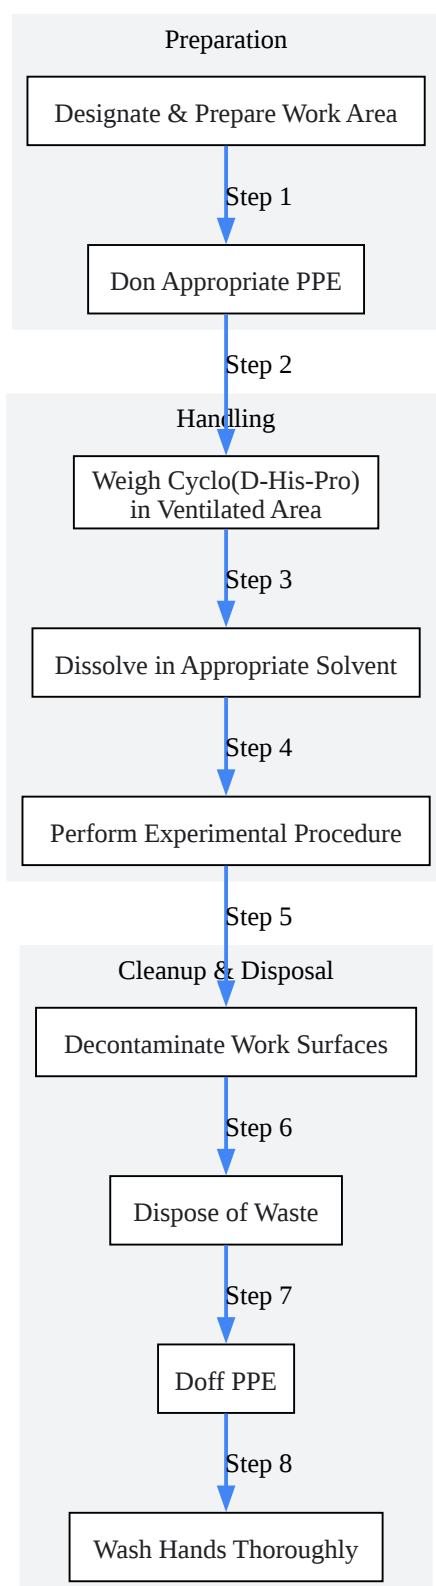 Preparation
Designate & Prepare Work Area
Step 1
Don Appropriate PPE
Step 2
Handling
Weigh Cyclo(D-His-Pro)
in Ventilated Area
Step 3
Dissolve in Appropriate Solvent
Step 4
Perform Experimental Procedure
Step 5
Cleanup & Disposal
Decontaminate Work Surfaces
Step 6
Dispose of Waste
Step 7
Doff PPE
Step 8
Wash Hands Thoroughly